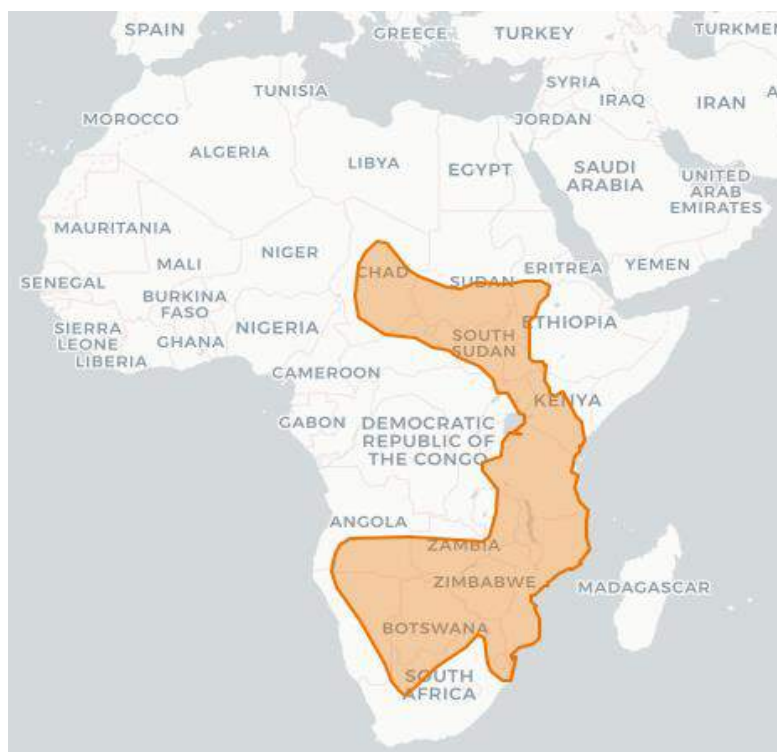 SPAIN
GREECE
TURKEY
TURKMEN
SYRIA
TUNISIA
IRAQ
IRAN
A
MOROCCO
JORDAN
ALGERIA
LIBYA
EGYPT
SAUDI
ARABIA
UNITED
ARAB
EMIRATES
MAURITANIA
NIGER
MALI
CHAD
SUDAN
ERITREA
YEMEN
SENEGAL
BURKINA
FASO
NIGERIA
ETHIOPIA
SIERRA
LEONE
GHANA
LIBERIA
SOUTH
SUDAN
CAMEROON
KENYA
GABON
DEMOCRATIC
REPUBLIC OF
THE CONGO
ANGOLA
ZAMBIA
ZIMBABWE
MADAGASCAR
BOTSWANA
SOUTH
AFRICA